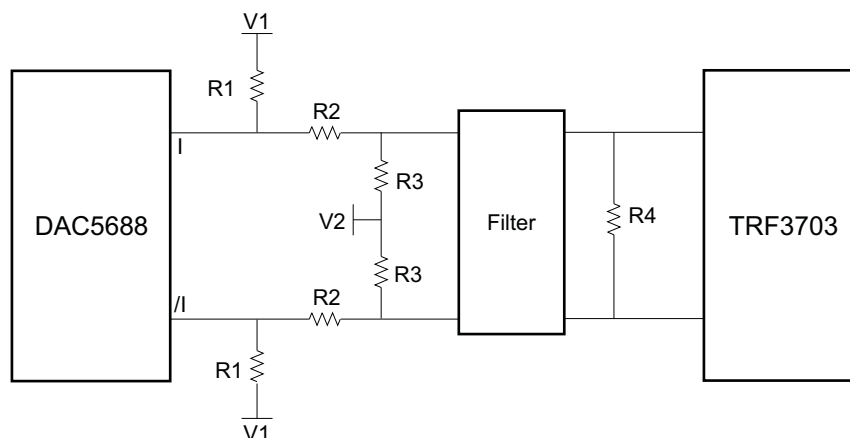 V1
R1
R2
I
R3
DAC5688
V2
Filter
R4
TRF3703
R3
R2
/I
R1
V1